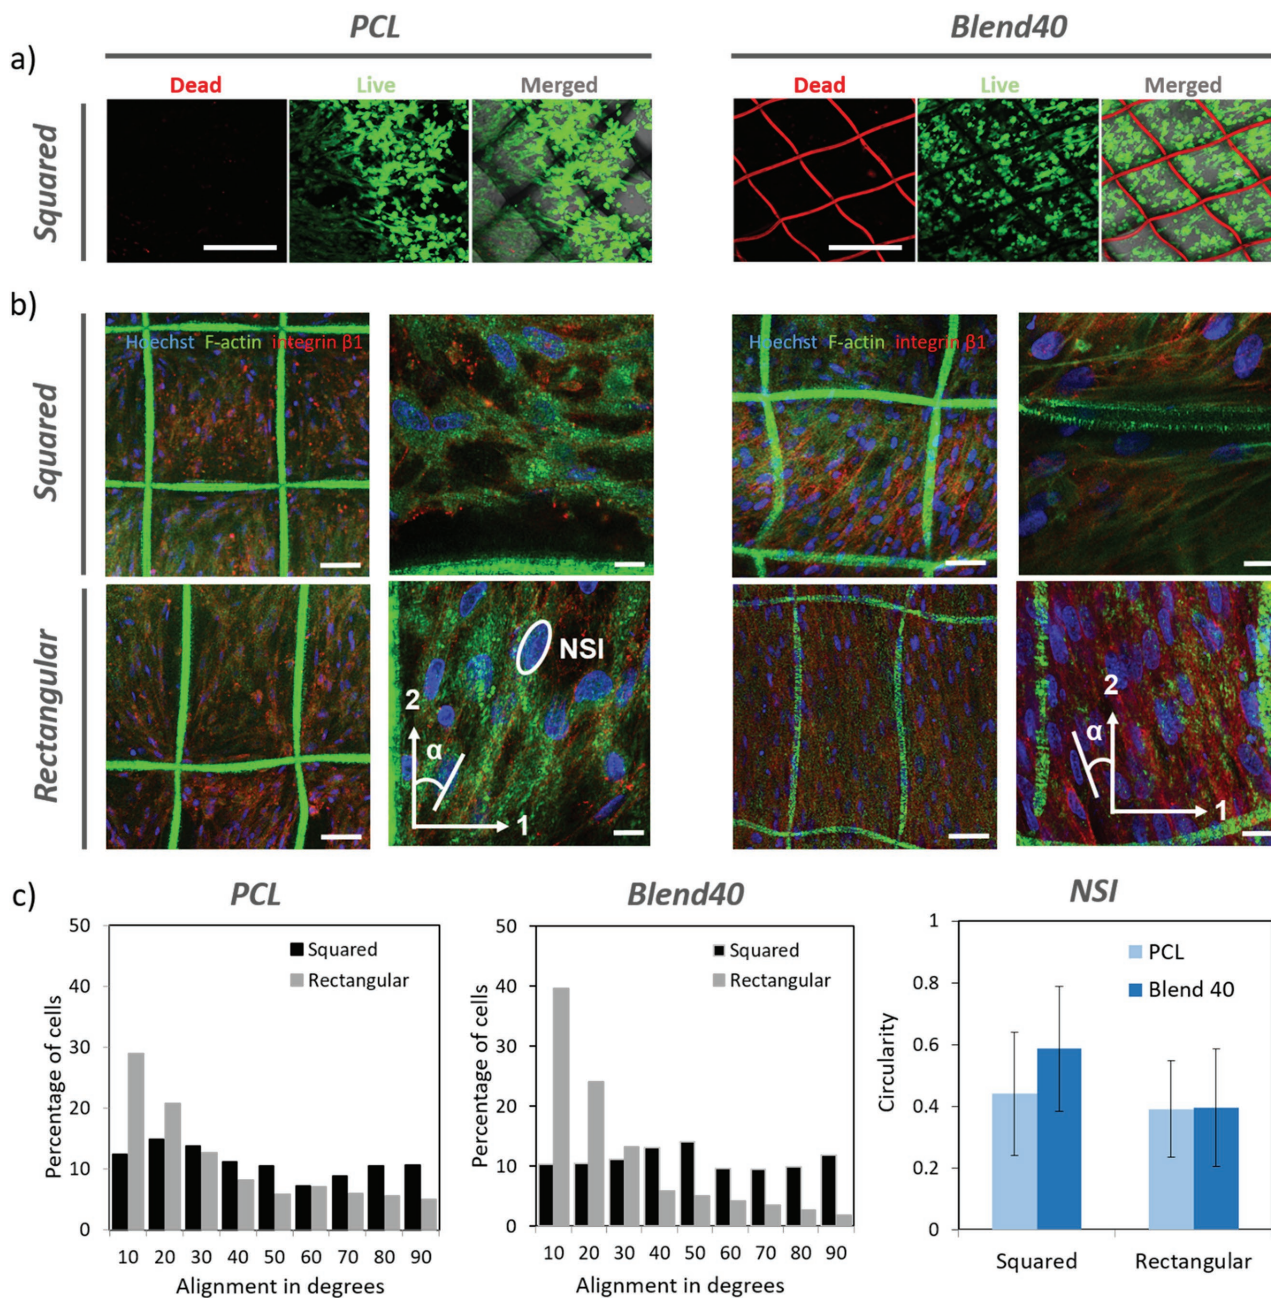 PCL Blend40
a)
Dead Live Merged Dead Live Merged
Squared
b)
Hoechst F-actin integrin β1 Hoechst F-actin integrin β1
Squared
Rectangular
NSI
2
α
1
2
α
1
c)
PCL
Percentage of cells
50
40
30
20
10
0
Squared
Rectangular
10 20 30 40 50 60 70 80 90
Alignment in degrees
Blend40
Percentage of cells
50
40
30
20
10
0
Squared
Rectangular
10 20 30 40 50 60 70 80 90
Alignment in degrees
NSI
Circularity
1
0.8
0.6
0.4
0.2
0
PCL
Blend 40
Squared Rectangular